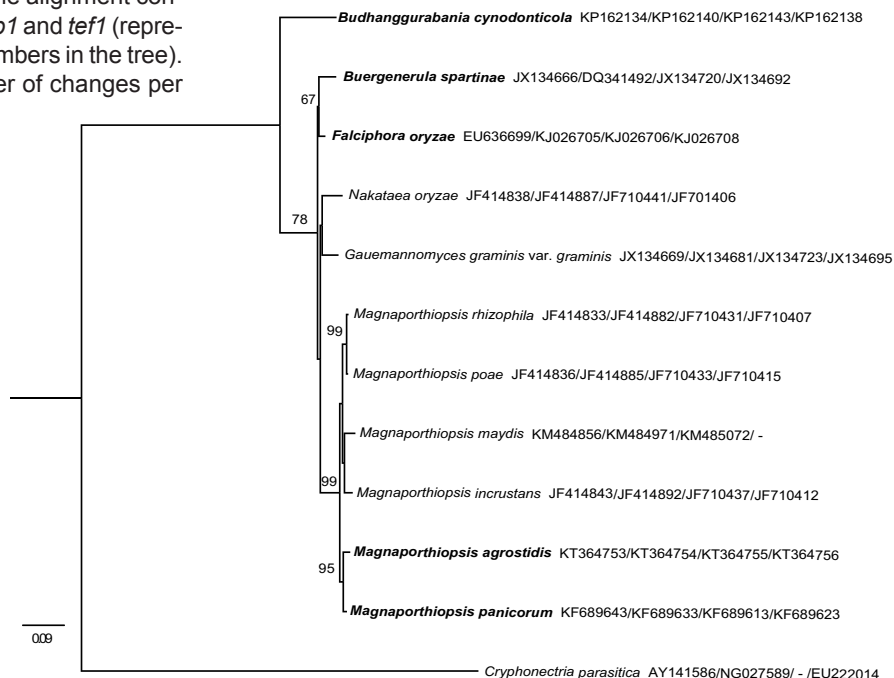 ne alignment con-
b1 and tef1 (repre-
mbers in the tree).
er of changes per
Budhanggurabania cynodonticola KP162134/KP162140/KP162143/KP162138
Buergenerula spartinae JX134666/DQ341492/JX134720/JX134692
67
Falciphora oryzae EU636699/KJ026705/KJ026706/KJ026708
Nakataea oryzae JF414838/JF414887/JF710441/JF701406
78
Gauemannomyces graminis var. graminis JX134669/JX134681/JX134723/JX134695
Magnaporthiopsis rhizophila JF414833/JF414882/JF710431/JF710407
99
Magnaporthiopsis poae JF414836/JF414885/JF710433/JF710415
Magnaporthiopsis maydis KM484856/KM484971/KM485072/ -
99
Magnaporthiopsis incrustans JF414843/JF414892/JF710437/JF710412
Magnaporthiopsis agrostidis KT364753/KT364754/KT364755/KT364756
95
Magnaporthiopsis panicorum KF689643/KF689633/KF689613/KF689623
0.09
Cryphonectria parasitica AY141586/NG027589/ - /EU222014